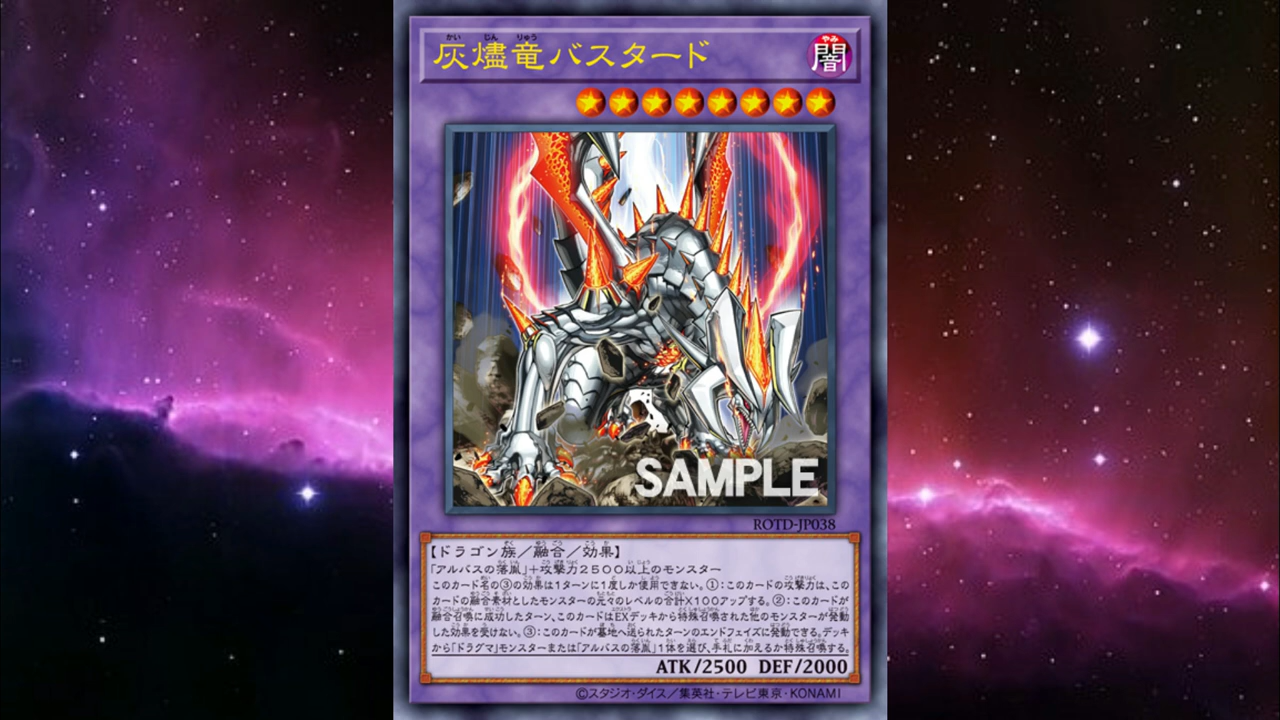 灰燼竜バスタード
かい じん りゅう
闇
やみ
SAMPLE
ROTD-JP038
【ドラゴン族／融合／効果】
「アルバスの落胤」＋攻撃力２５００以上のモンスター
このカード名の③の効果は１ターンに１度しか使用できない。①：このカードの攻撃力は、この
カードの融合素材としたモンスターの元々のレベルの合計×１００アップする。②：このカードが
融合召喚に成功したターン、このカードはEXデッキから特殊召喚された他のモンスターが発動
した効果を受けない。③：このカードが墓地へ送られたターンのエンドフェイズに発動できる。デッキ
から「ドラグマ」モンスターまたは「アルバスの落胤」１体を選び、手札に加えるか特殊召喚する。
ATK/2500 DEF/2000
©スタジオ・ダイス／集英社・テレビ東京・KONAMI